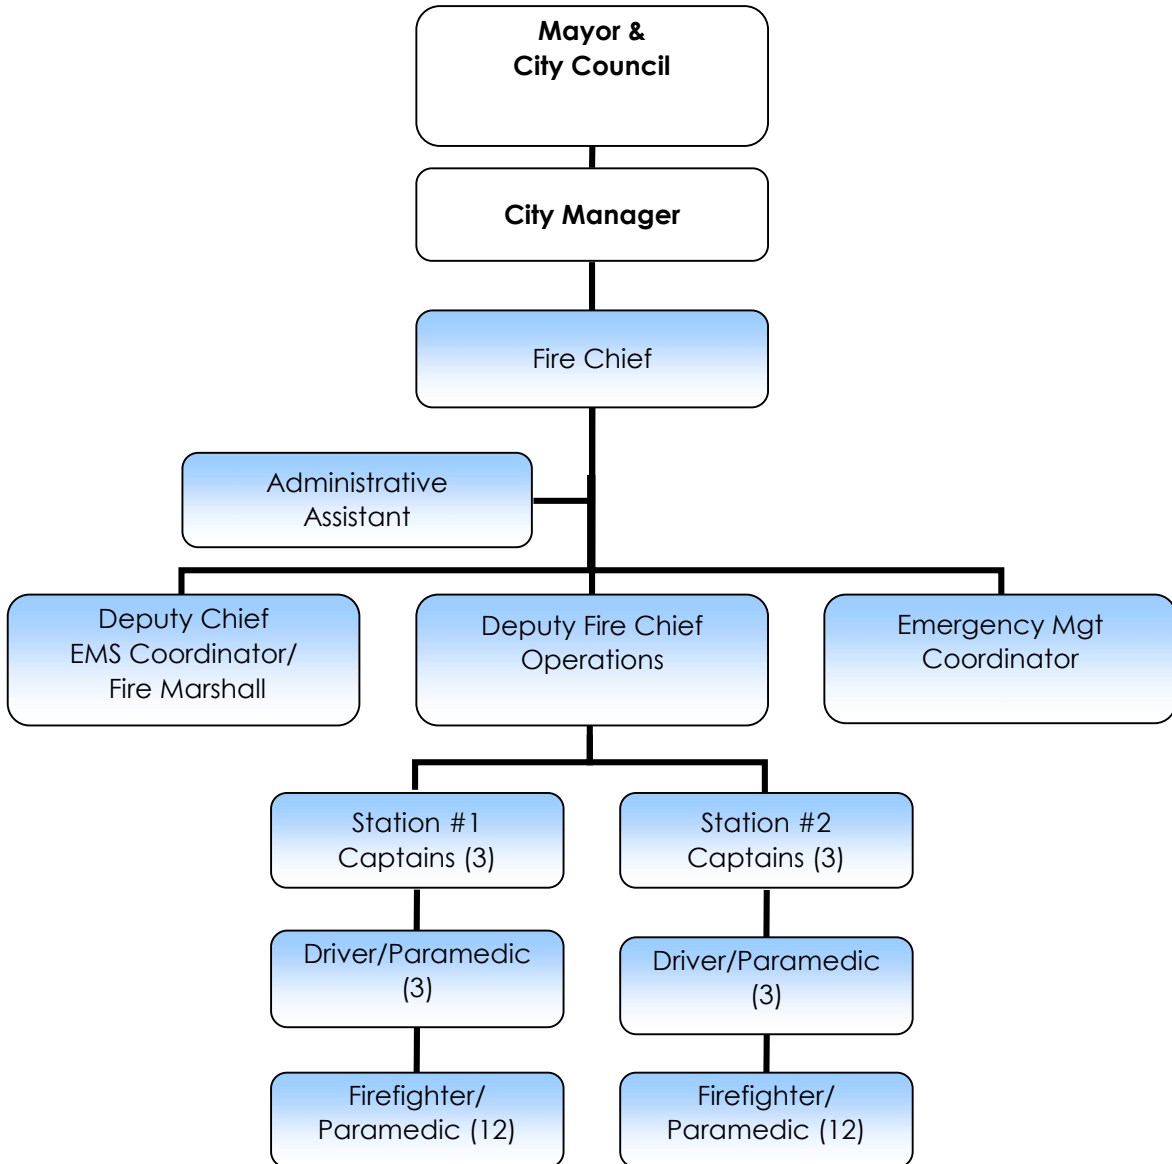 Mayor &
City Council
City Manager
Fire Chief
Administrative
Assistant
Deputy Chief
EMS Coordinator/
Fire Marshall
Deputy Fire Chief
Operations
Emergency Mgt
Coordinator
Station #1
Captains (3)
Station #2
Captains (3)
Driver/Paramedic
(3)
Driver/Paramedic
(3)
Firefighter/
Paramedic (12)
Firefighter/
Paramedic (12)